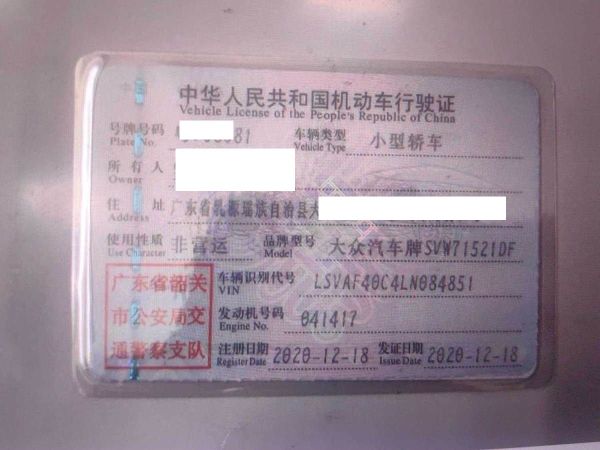 中华人民共和国机动车行驶证
Vehicle License of the People's Republic of China
号牌号码 车辆类型 小型轿车
Plate No. Vehicle Type
所有人
Owner
住址 广东省乳源瑶族自治县大
Address
使用性质 非营运 品牌型号 大众汽车牌SVW71521DF
Use Character Model
广东省韶关 车辆识别代号 LSVAF40C4LN084851
VIN
市公安局交 发动机号码 041417
Engine No.
通警察支队 注册日期 2020-12-18 发证日期 2020-12-18
Register Date Issue Date